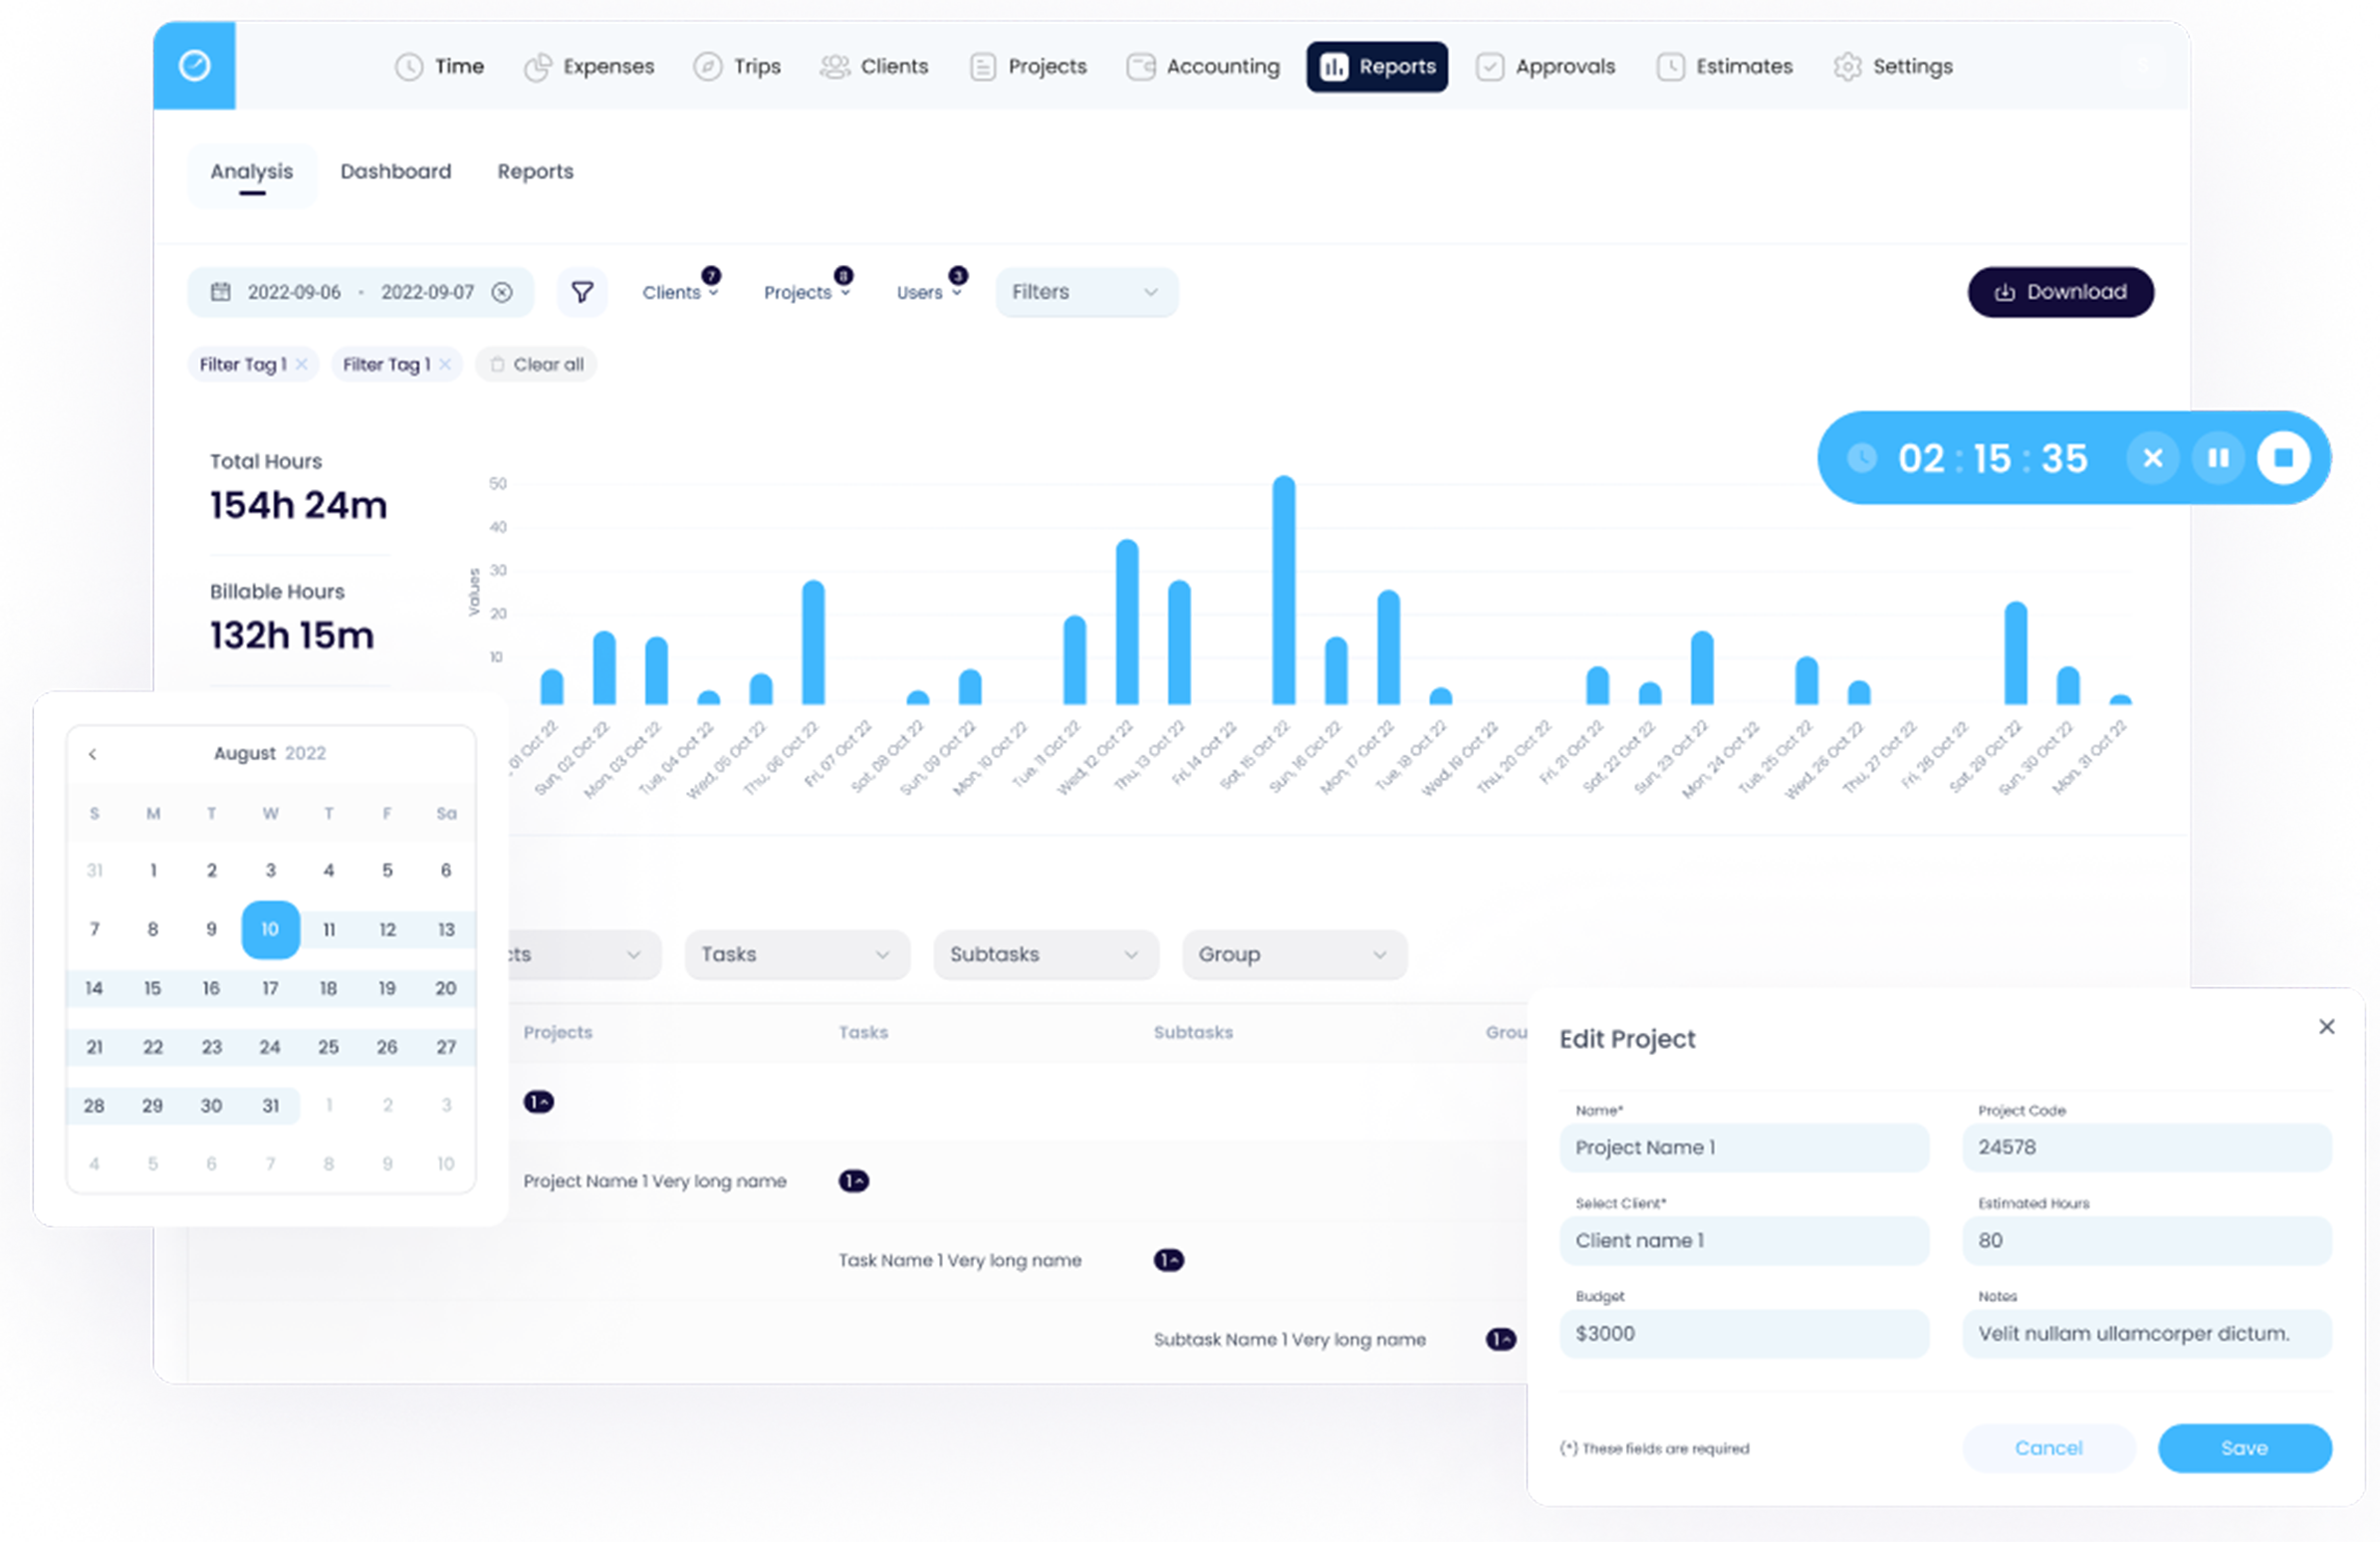 Time Expenses Trips Clients Projects Accounting Reports Approvals Estimates Settings
Analysis Dashboard Reports
2022-09-06 - 2022-09-07 Clients 7 Projects 8 Users 3 Filters Download
Filter Tag 1 Filter Tag 1 Clear all
02 : 15 : 35
Total Hours
154h 24m
Billable Hours
132h 15m
Values
50
40
30
20
10
, 01 Oct 22
Sun, 02 Oct 22
Mon, 03 Oct 22
Tue, 04 Oct 22
Wed, 05 Oct 22
Thu, 06 Oct 22
Fri, 07 Oct 22
Sat, 08 Oct 22
Sun, 09 Oct 22
Mon, 10 Oct 22
Tue, 11 Oct 22
Wed, 12 Oct 22
Thu, 13 Oct 22
Fri, 14 Oct 22
Sat, 15 Oct 22
Sun, 16 Oct 22
Mon, 17 Oct 22
Tue, 18 Oct 22
Wed, 19 Oct 22
Thu, 20 Oct 22
Fri, 21 Oct 22
Sat, 22 Oct 22
Sun, 23 Oct 22
Mon, 24 Oct 22
Tue, 25 Oct 22
Wed, 26 Oct 22
Thu, 27 Oct 22
Fri, 28 Oct 22
Sat, 29 Oct 22
Sun, 30 Oct 22
Mon, 31 Oct 22
August 2022
S M T W T F Sa
31 1 2 3 4 5 6
7 8 9 10 11 12 13
14 15 16 17 18 19 20
21 22 23 24 25 26 27
28 29 30 31 1 2 3
4 5 6 7 8 9 10
cts Tasks Subtasks Group
Projects Tasks Subtasks Grou
1
Project Name 1 Very long name 1
Task Name 1 Very long name 1
Subtask Name 1 Very long name 1
Edit Project
Name* Project Code
Project Name 1 24578
Select Client* Estimated Hours
Client name 1 80
Budget Notes
$3000 Velit nullam ullamcorper dictum.
(*) These fields are required Cancel Save